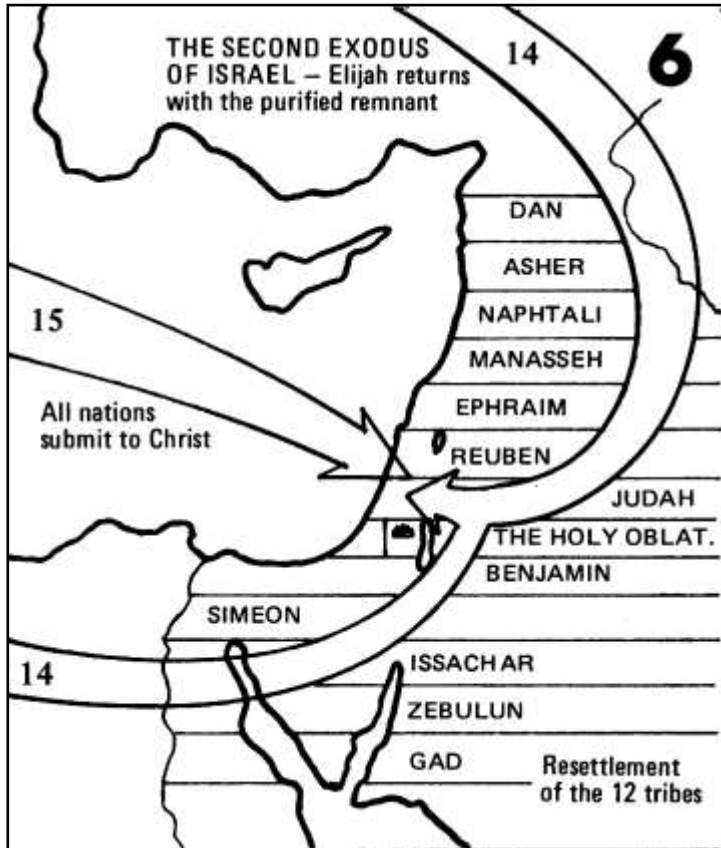 THE SECOND EXODUS
OF ISRAEL – Elijah returns
with the purified remnant
14
6
DAN
ASHER
NAPHTALI
15
MANASSEH
All nations
submit to Christ
EPHRAIM
REUBEN
JUDAH
THE HOLY OBLAT.
BENJAMIN
SIMEON
14
ISSACHAR
ZEBULUN
GAD
Resettlement
of the 12 tribes